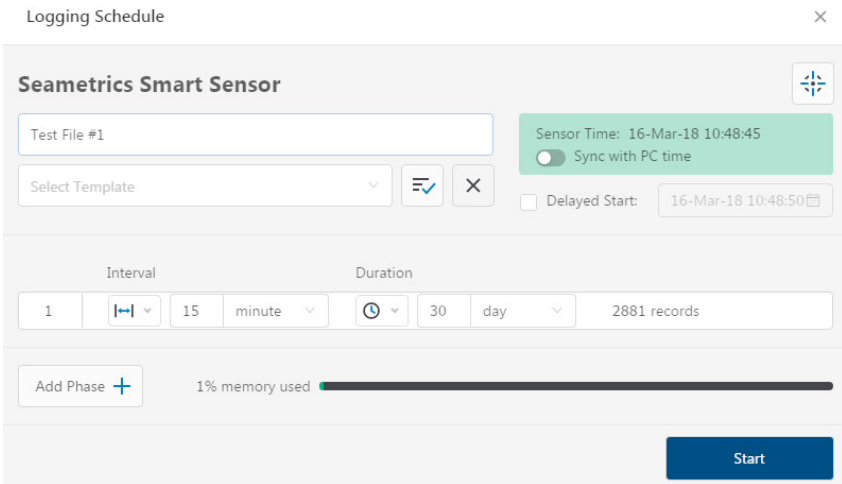 Logging Schedule
Seametrics Smart Sensor
Test File #1
Sensor Time: 16-Mar-18 10:48:45
Sync with PC time
Select Template
Delayed Start: 16-Mar-18 10:48:50
Interval Duration
1 15 minute 30 day 2881 records
Add Phase 1% memory used
Start